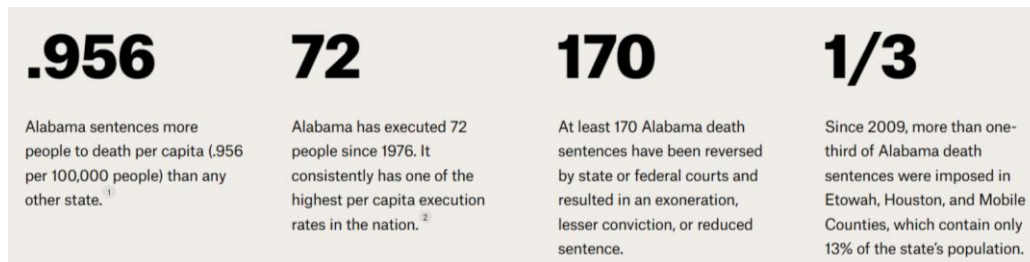 .956
Alabama sentences more
people to death per capita (.956
per 100,000 people) than any
other state. 1
72
Alabama has executed 72
people since 1976. It
consistently has one of the
highest per capita execution
rates in the nation. 2
170
At least 170 Alabama death
sentences have been reversed
by state or federal courts and
resulted in an exoneration,
lesser conviction, or reduced
sentence.
1/3
Since 2009, more than one-
third of Alabama death
sentences were imposed in
Etowah, Houston, and Mobile
Counties, which contain only
13% of the state’s population.